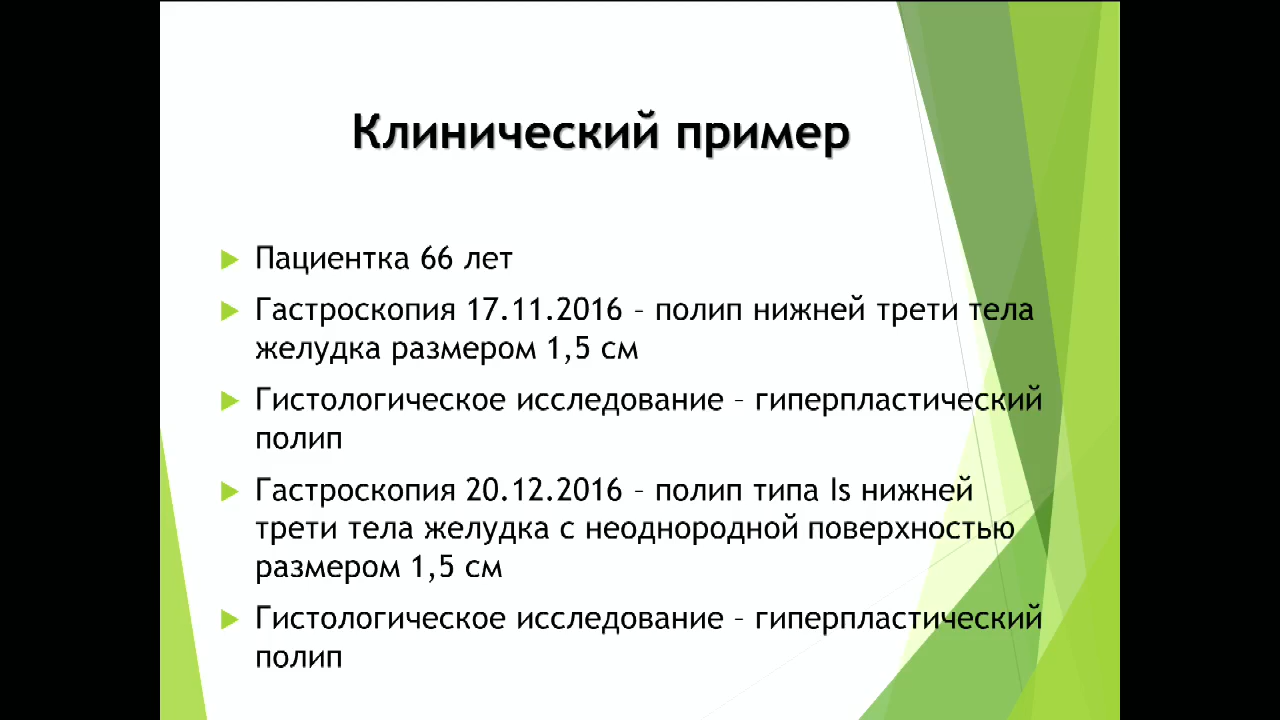 Клинический пример
Пациентка 66 лет
Гастроскопия 17.11.2016 – полип нижней трети тела
желудка размером 1,5 см
Гистологическое исследование – гиперпластический
полип
Гастроскопия 20.12.2016 – полип типа Is нижней
трети тела желудка с неоднородной поверхностью
размером 1,5 см
Гистологическое исследование – гиперпластический
полип